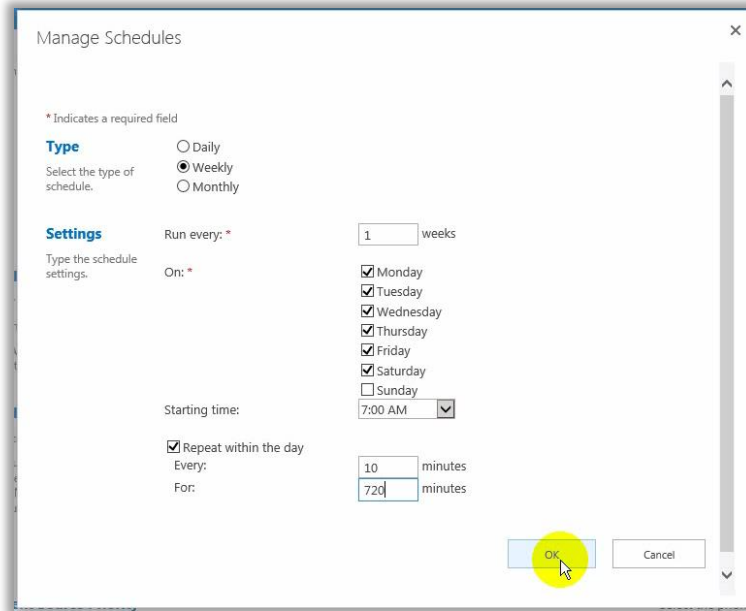 Manage Schedules
* Indicates a required field
Type
Select the type of
schedule.
Daily
Weekly
Monthly
Settings
Type the schedule
settings.
Run every: *
1 weeks
On: *
Monday
Tuesday
Wednesday
Thursday
Friday
Saturday
Sunday
Starting time:
7:00 AM
Repeat within the day
Every:
10 minutes
For:
720 minutes
OK
Cancel